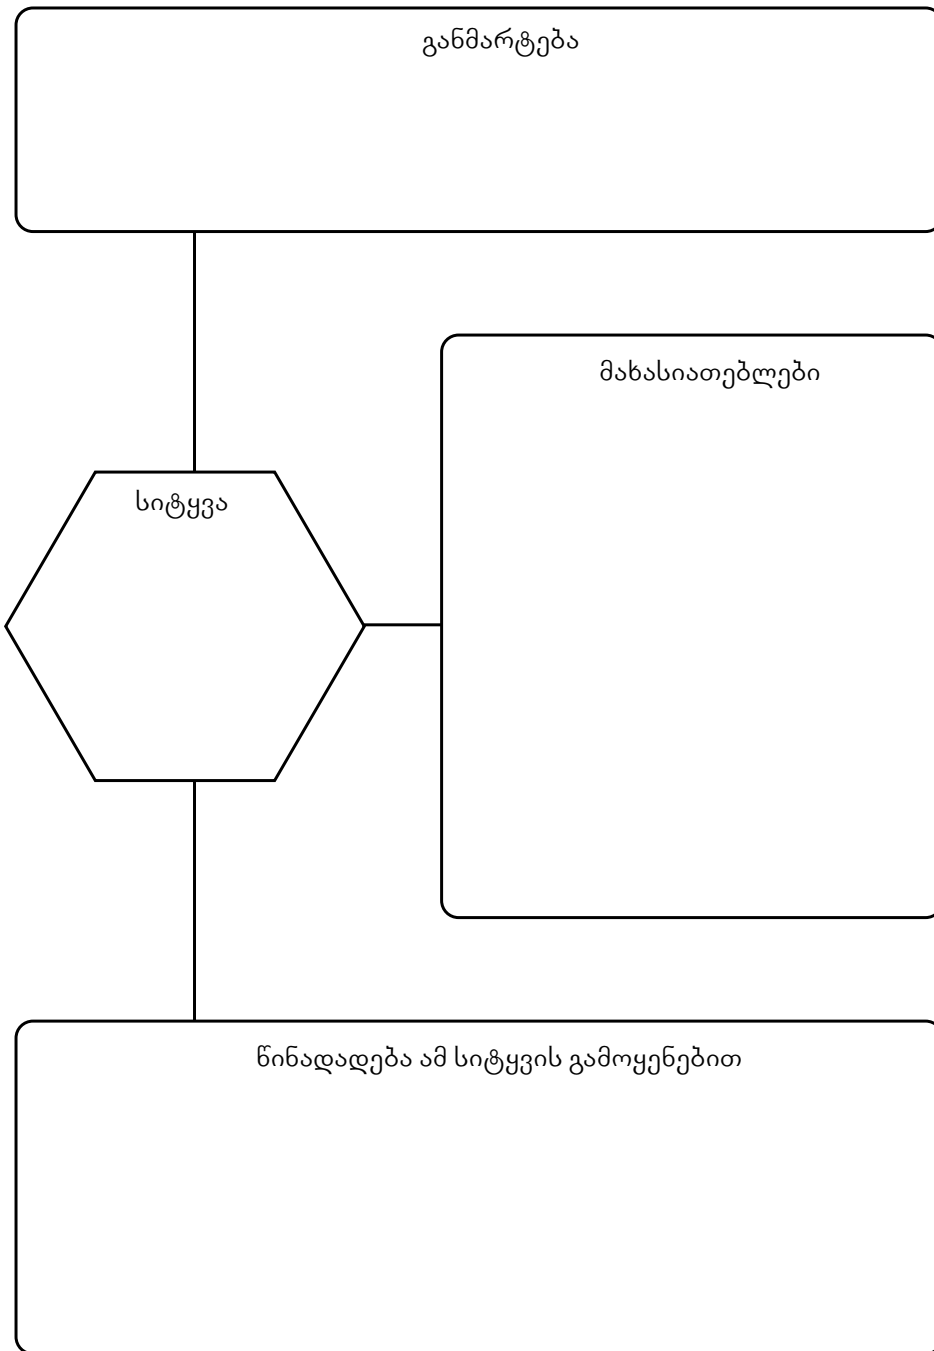 განმარტება
მახასიათებლები
სიტყვა
წინადადება ამ სიტყვის გამოყენებით